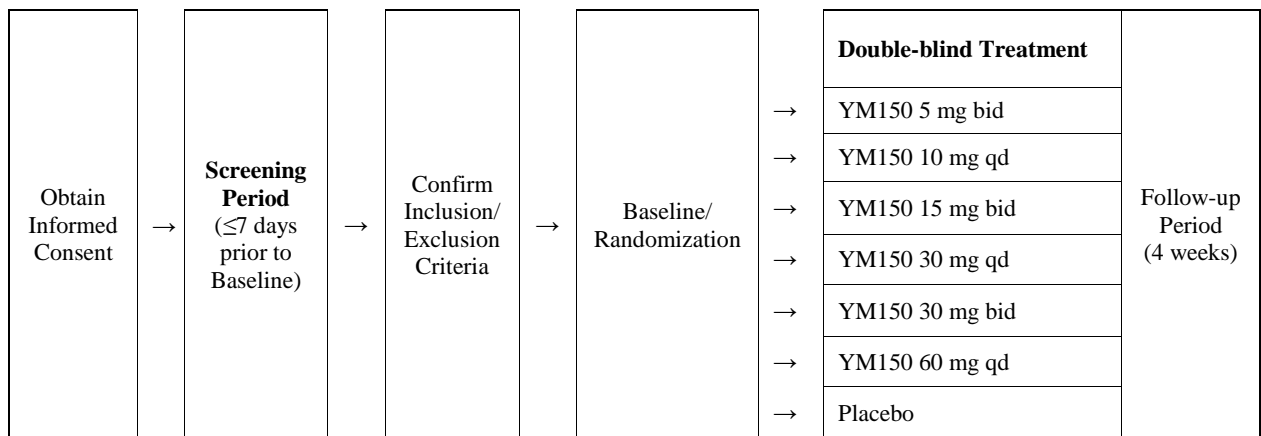 Obtain
Informed
Consent
→
Screening
Period
(≤7 days
prior to
Baseline)
→
Confirm
Inclusion/
Exclusion
Criteria
→
Baseline/
Randomization
Double-blind Treatment
→ YM150 5 mg bid
→ YM150 10 mg qd
→ YM150 15 mg bid
→ YM150 30 mg qd
→ YM150 30 mg bid
→ YM150 60 mg qd
→ Placebo
Follow-up
Period
(4 weeks)